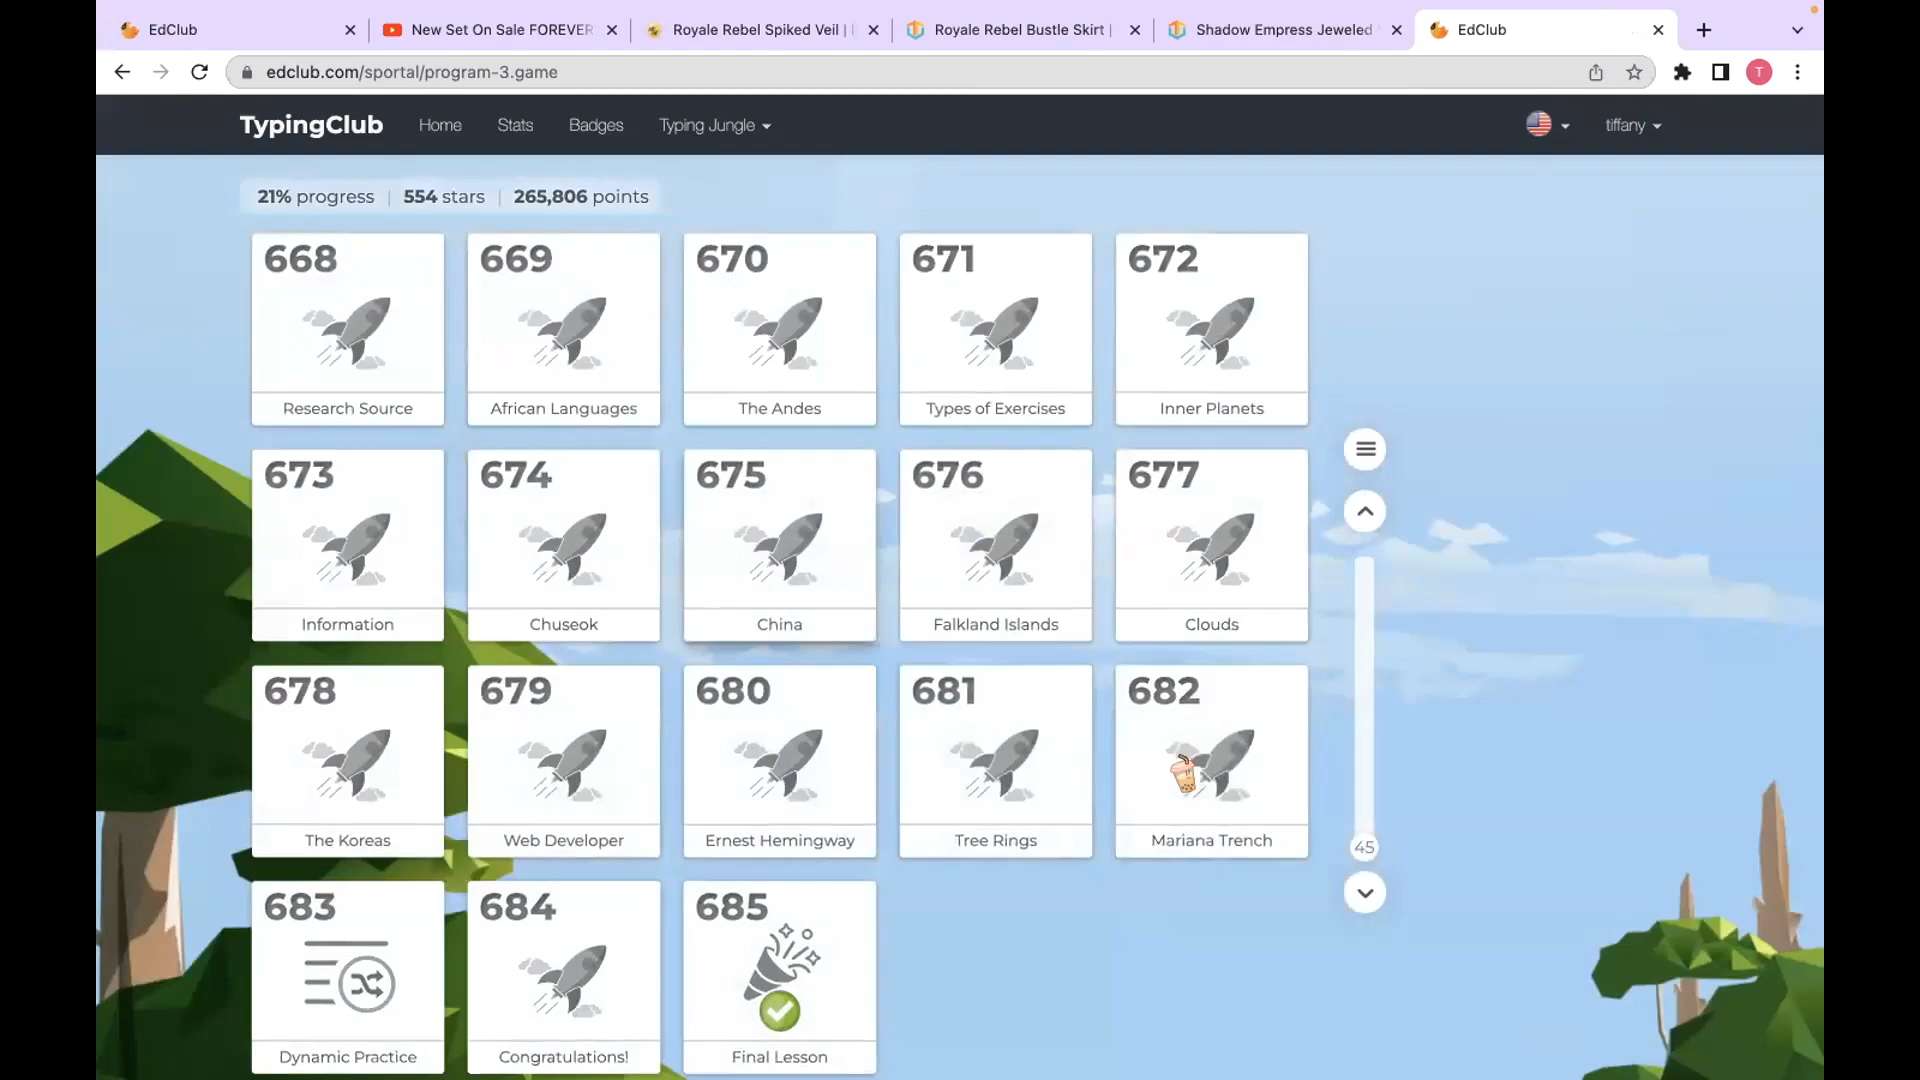 EdClub
New Set On Sale FOREVER
Royale Rebel Spiked Veil |
Royale Rebel Bustle Skirt |
Shadow Empress Jeweled
EdClub
edclub.com/sportal/program-3.game
T
TypingClub
Home
Stats
Badges
Typing Jungle
tiffany
21% progress | 554 stars | 265,806 points
668
669
670
671
672
Research Source
African Languages
The Andes
Types of Exercises
Inner Planets
673
674
675
676
677
Information
Chuseok
China
Falkland Islands
Clouds
678
679
680
681
682
The Koreas
Web Developer
Ernest Hemingway
Tree Rings
Mariana Trench
45
683
684
685
Dynamic Practice
Congratulations!
Final Lesson